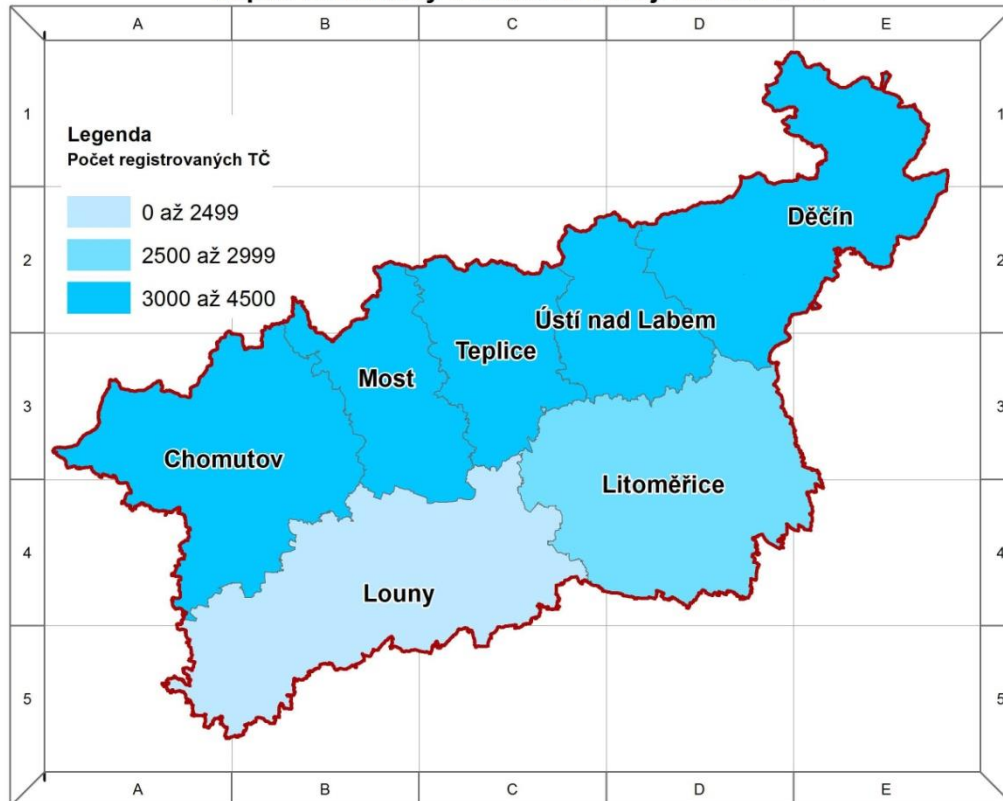 A B C D E
1 1
Legenda
Počet registrovaných TČ
0 až 2499
Děčín
2 2
2500 až 2999
3000 až 4500
Ústí nad Labem
Teplice
Most
3 3
Chomutov
Litoměřice
4 4
Louny
5 5
A B C D E